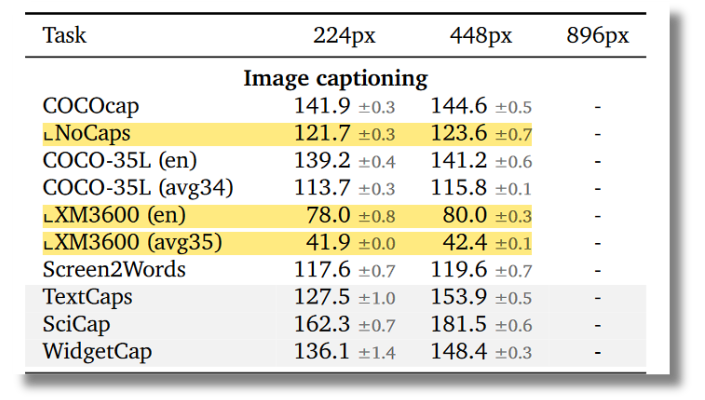 Task 224px 448px 896px
Image captioning
COCOcap 141.9 ±0.3 144.6 ±0.5 -
⌞NoCaps 121.7 ±0.3 123.6 ±0.7 -
COCO-35L (en) 139.2 ±0.4 141.2 ±0.6 -
COCO-35L (avg34) 113.7 ±0.3 115.8 ±0.1 -
⌞XM3600 (en) 78.0 ±0.8 80.0 ±0.3 -
⌞XM3600 (avg35) 41.9 ±0.0 42.4 ±0.1 -
Screen2Words 117.6 ±0.7 119.6 ±0.7 -
TextCaps 127.5 ±1.0 153.9 ±0.5 -
SciCap 162.3 ±0.7 181.5 ±0.6 -
WidgetCap 136.1 ±1.4 148.4 ±0.3 -